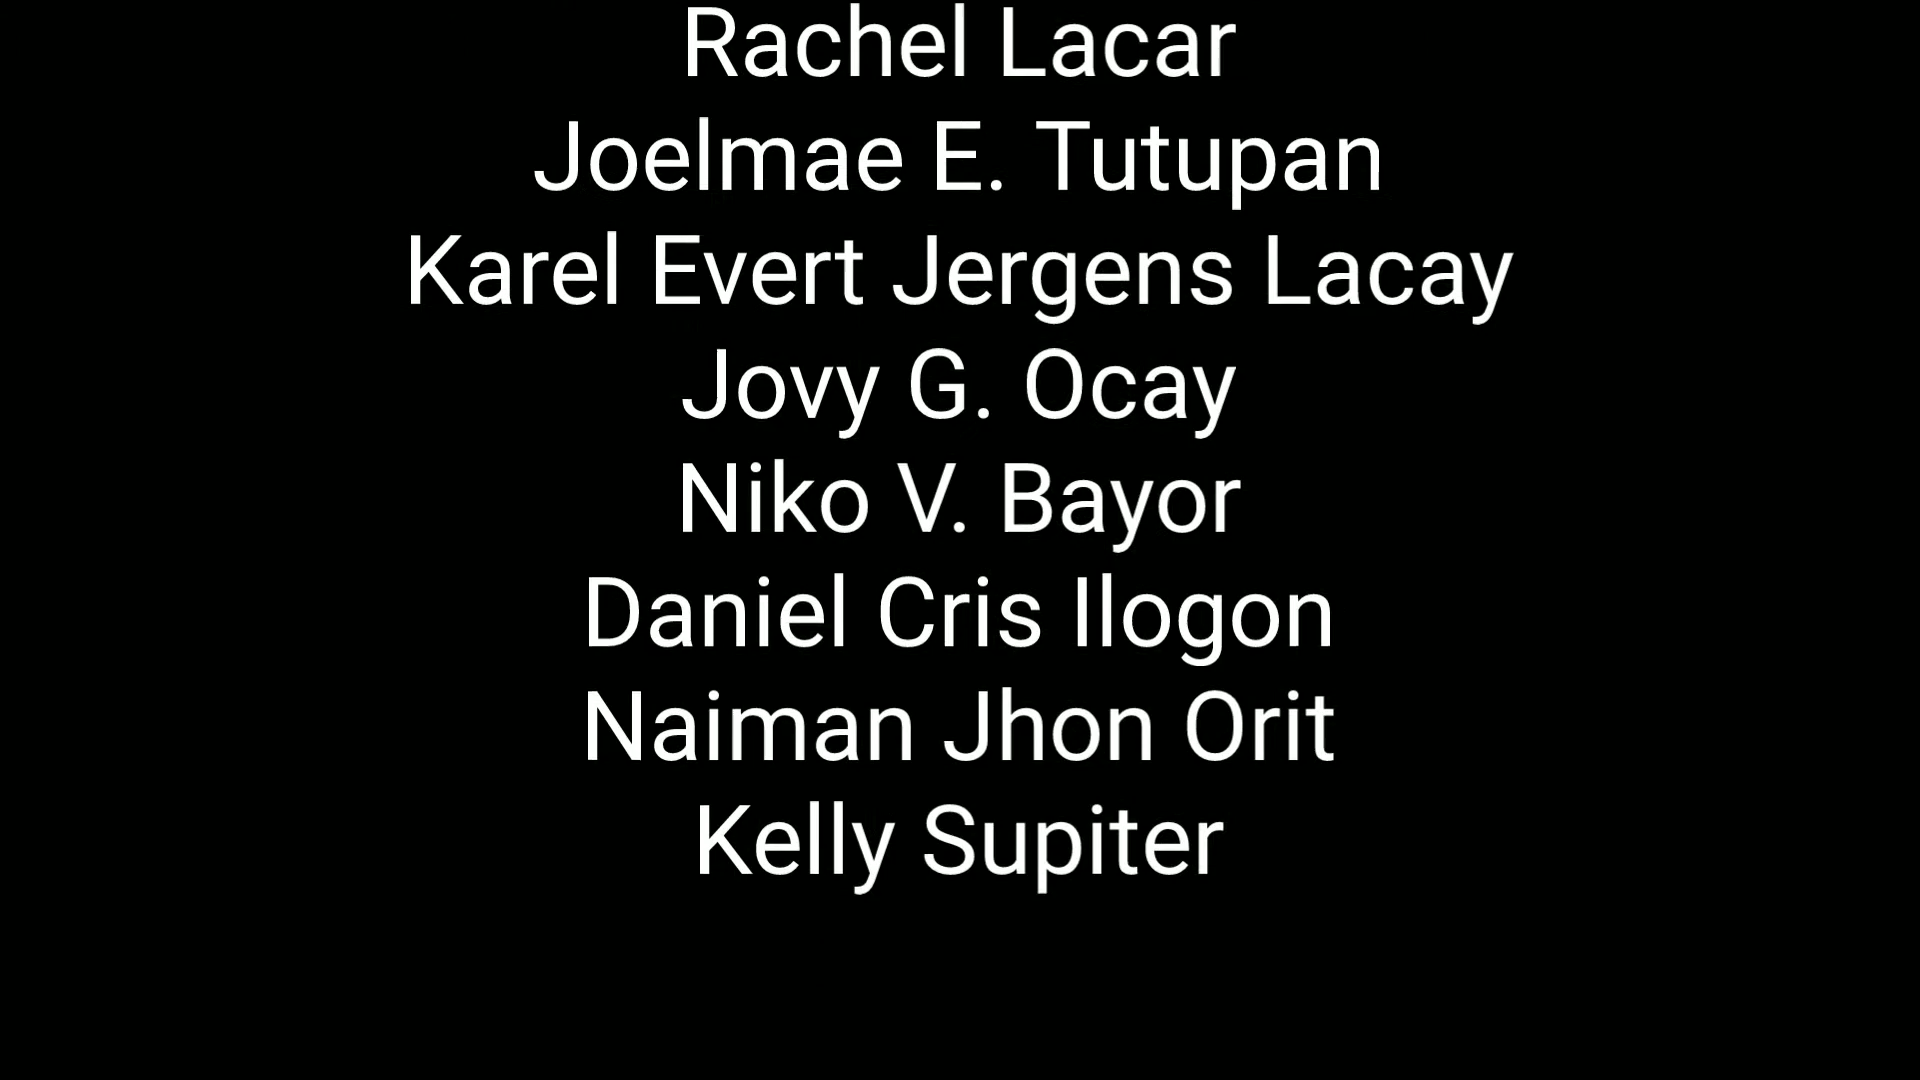 Rachel Lacar
Joelmae E. Tutupan
Karel Evert Jergens Lacay
Jovy G. Ocay
Niko V. Bayor
Daniel Cris Ilogon
Naiman Jhon Orit
Kelly Supiter